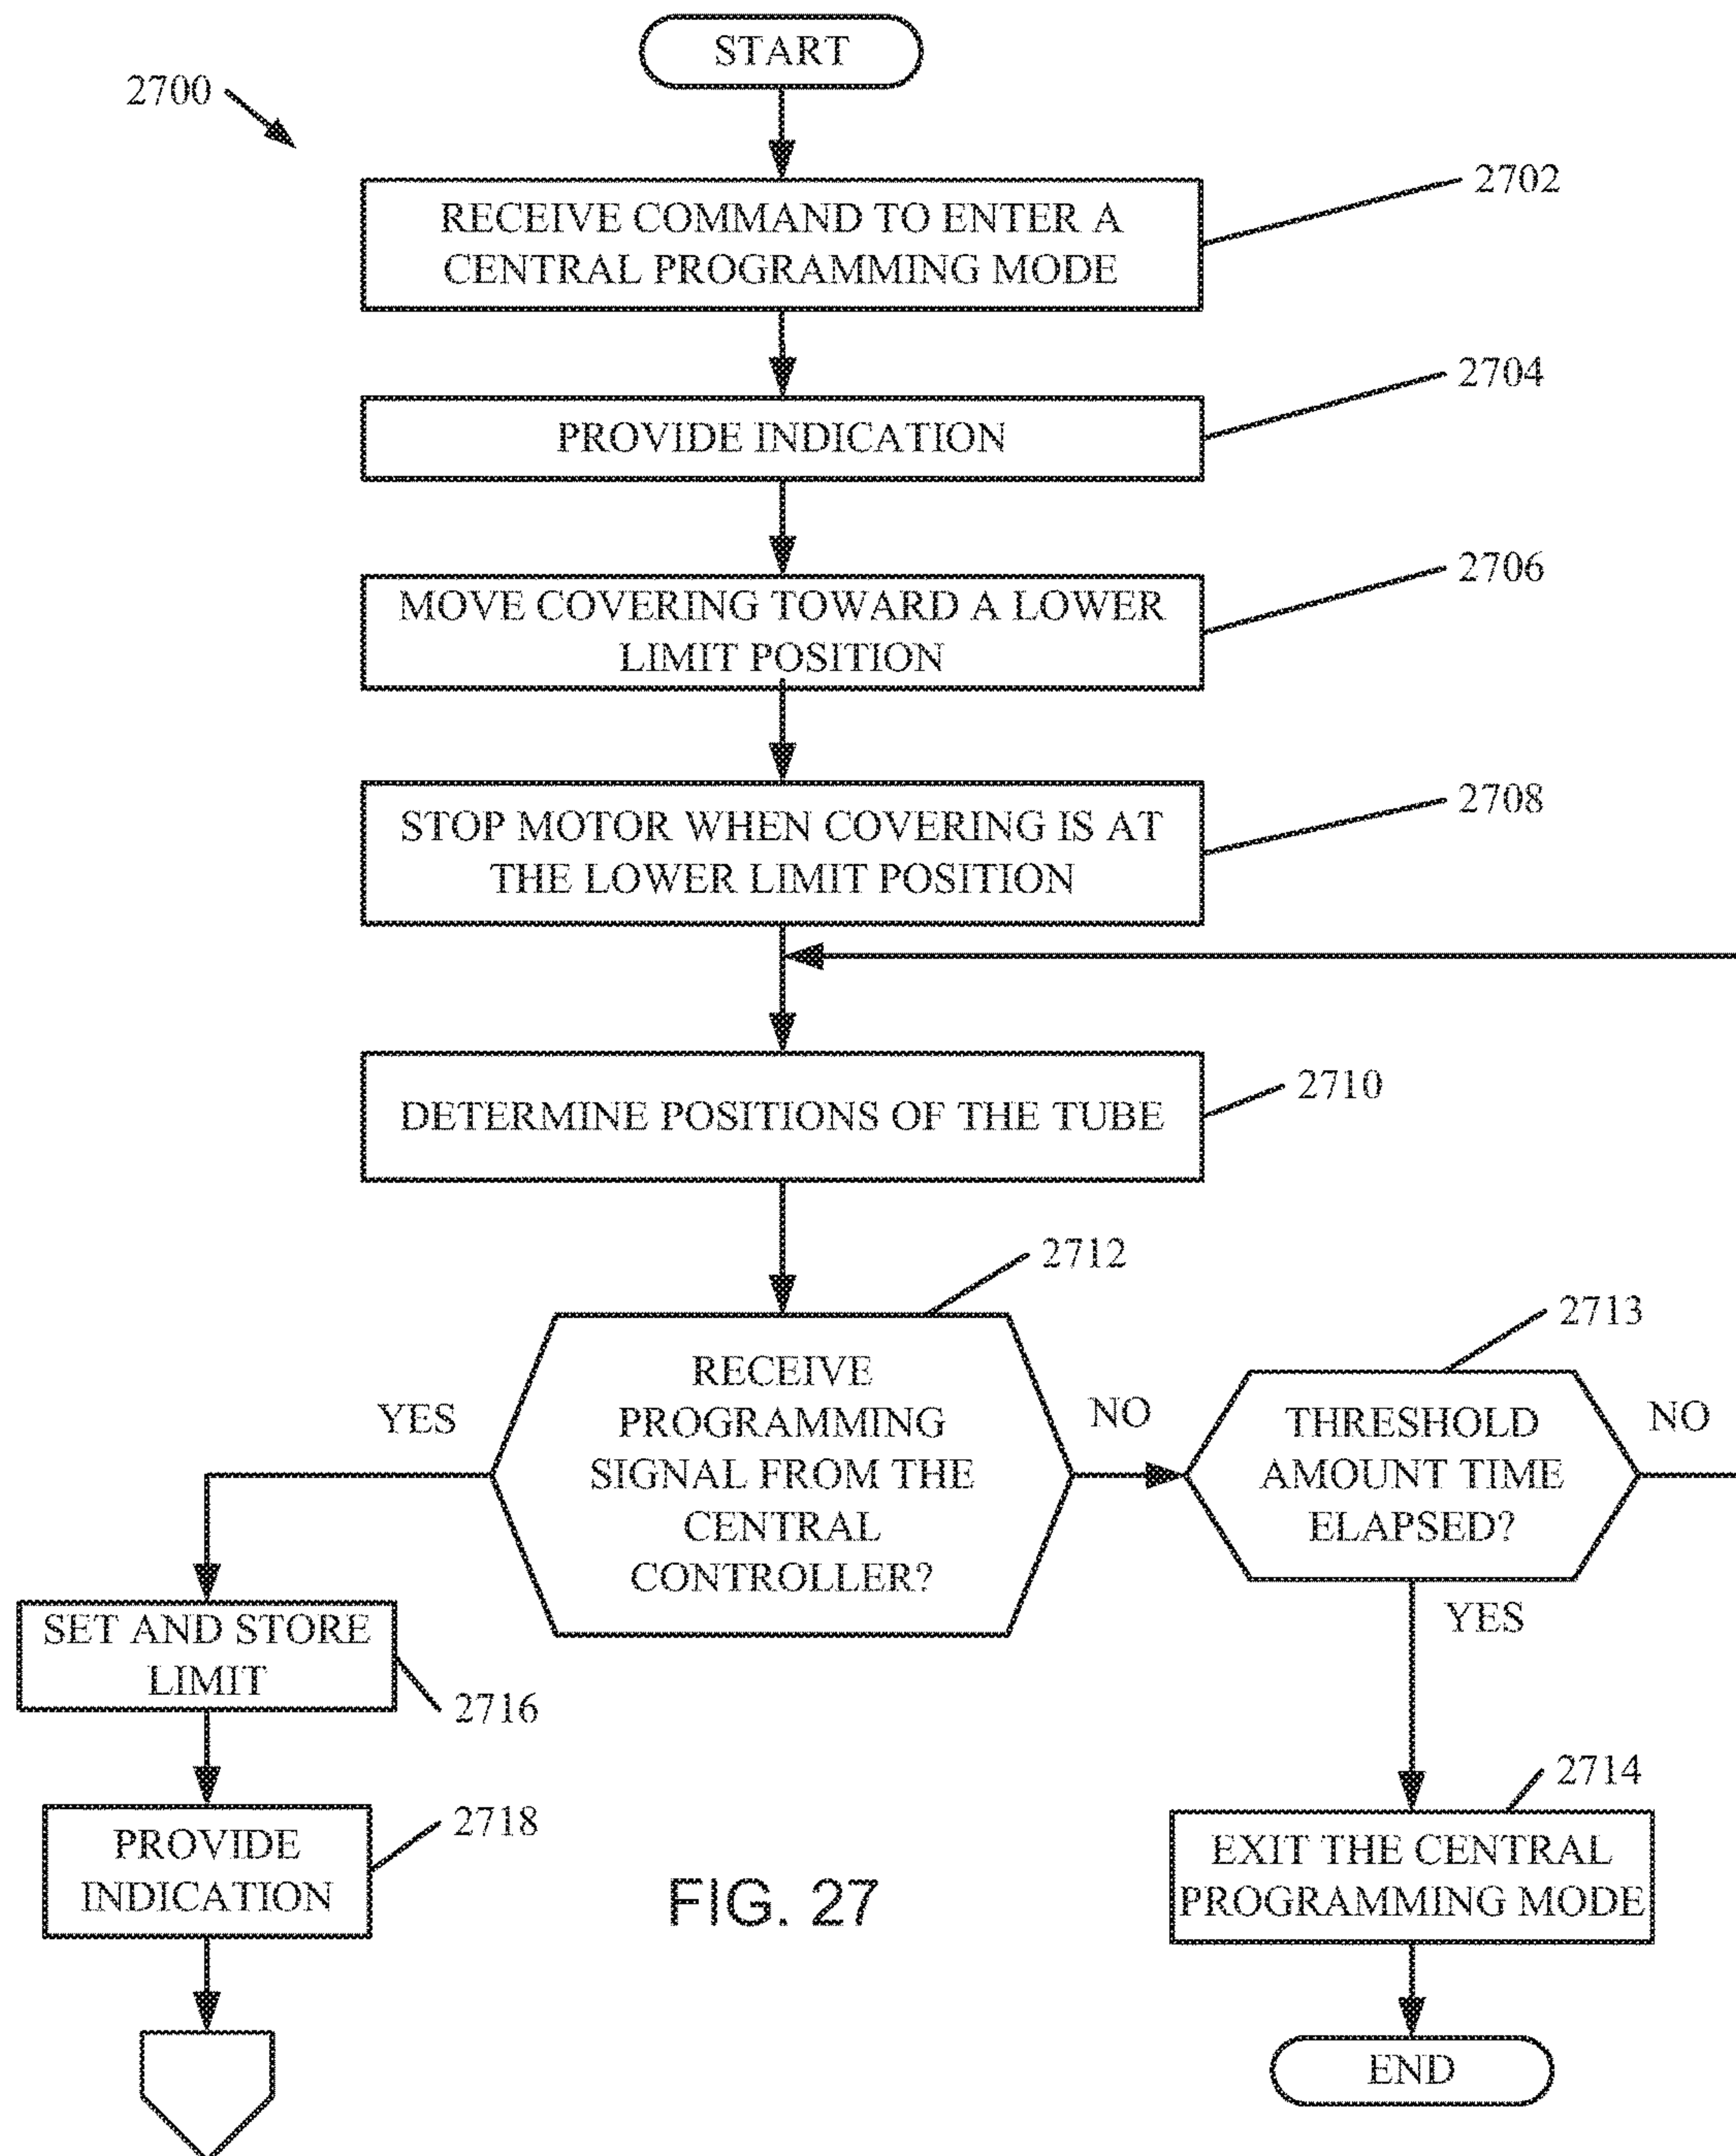 START
2700
2702
RECEIVE COMMAND TO ENTER A
CENTRAL PROGRAMMING MODE
2704
PROVIDE INDICATION
2706
MOVE COVERING TOWARD A LOWER
LIMIT POSITION
2708
STOP MOTOR WHEN COVERING IS AT
THE LOWER LIMIT POSITION
2710
DETERMINE POSITIONS OF THE TUBE
2712
RECEIVE
PROGRAMMING
SIGNAL FROM THE
CENTRAL
CONTROLLER?
YES
NO
2713
THRESHOLD
AMOUNT TIME
ELAPSED?
NO
YES
SET AND STORE
LIMIT
2716
PROVIDE
INDICATION
2718
2714
EXIT THE CENTRAL
PROGRAMMING MODE
END
FIG. 27